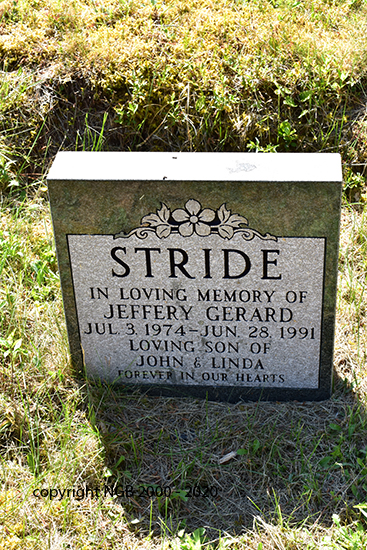 STRIDE
IN LOVING MEMORY OF
JEFFERY GERARD
JUL. 3, 1974 – JUN. 28, 1991
LOVING SON OF
JOHN & LINDA
FOREVER IN OUR HEARTS
copyright NGB 2000 - 2020